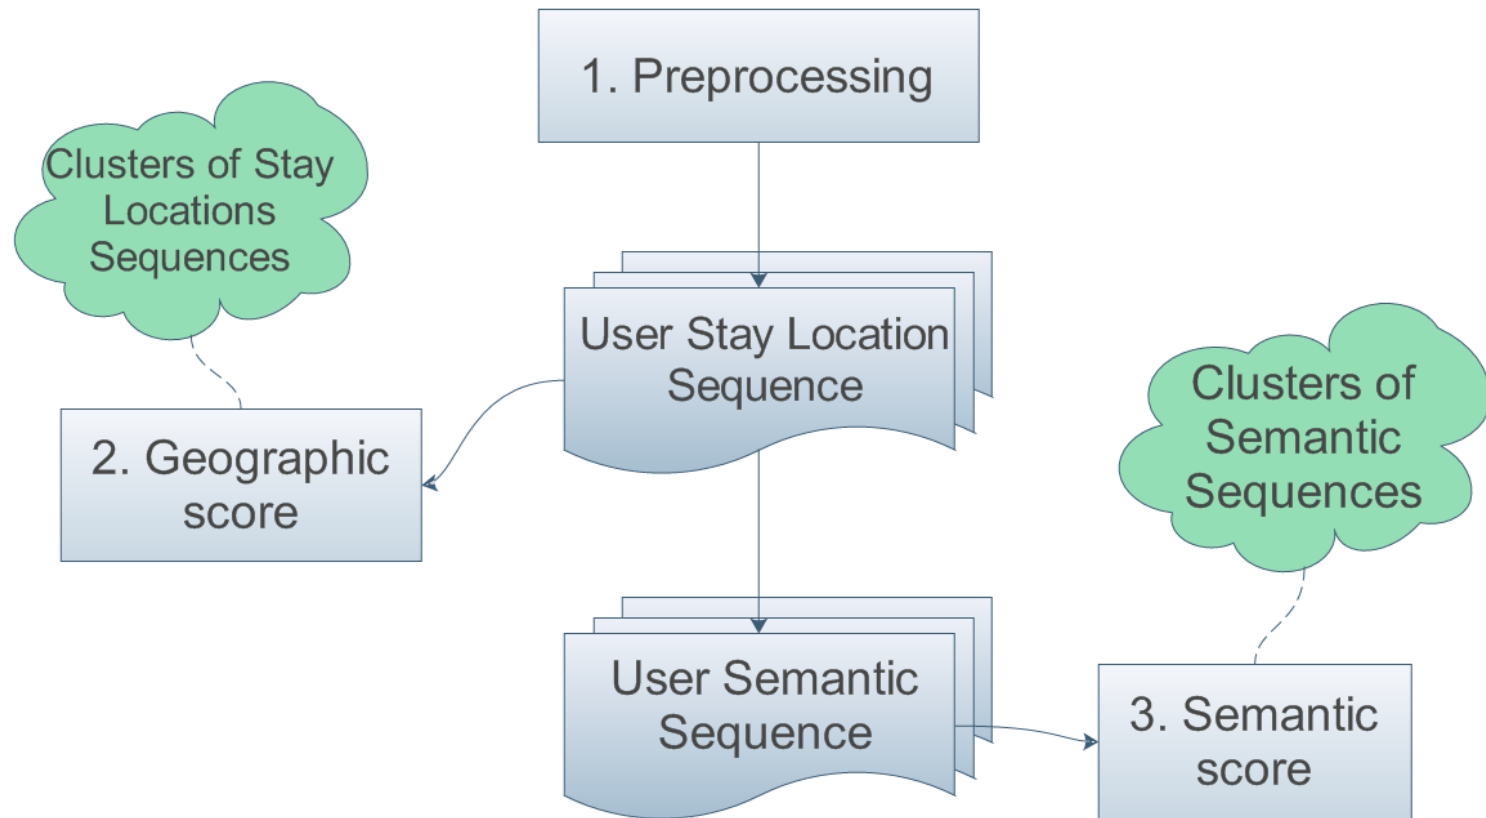 1. Preprocessing
Clusters of Stay
Locations
Sequences
User Stay Location
Sequence
2. Geographic
score
Clusters of
Semantic
Sequences
User Semantic
Sequence
3. Semantic
score